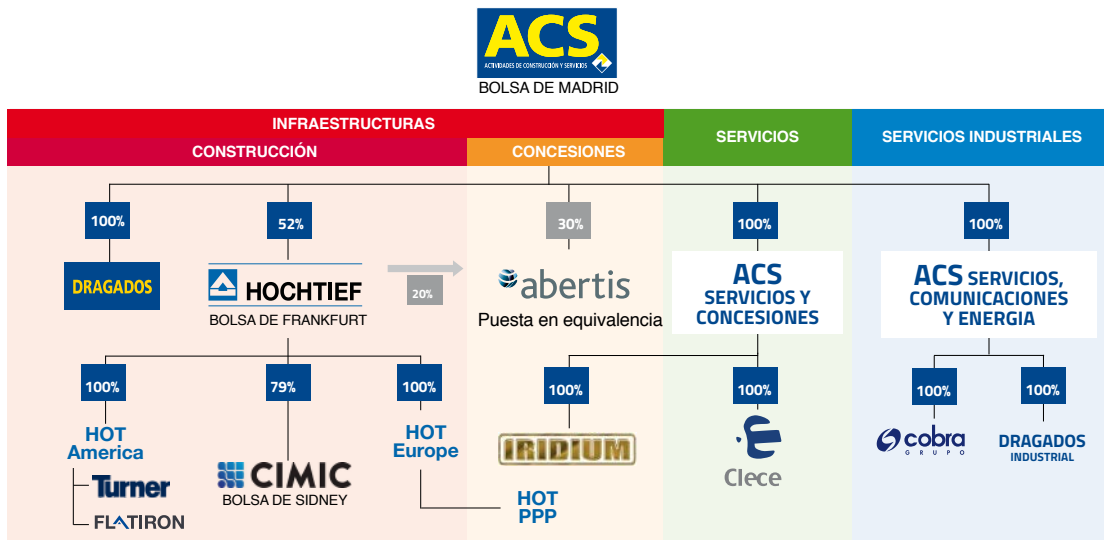 ACS
ACTIVIDADES DE CONSTRUCCIÓN Y SERVICIOS
BOLSA DE MADRID
INFRAESTRUCTURAS
SERVICIOS
SERVICIOS INDUSTRIALES
CONSTRUCCIÓN
CONCESIONES
100%
52%
30%
100%
100%
DRAGADOS
HOCHTIEF
BOLSA DE FRANKFURT
20%
abertis
Puesta en equivalencia
ACS
SERVICIOS Y
CONCESIONES
ACS SERVICIOS,
COMUNICACIONES
Y ENERGIA
100%
79%
100%
100%
100%
100%
100%
HOT
America
Turner
FLATIRON
CIMIC
BOLSA DE SIDNEY
HOT
Europe
IRIDIUM
HOT
PPP
Clece
cobra
GRUPO
DRAGADOS
INDUSTRIAL